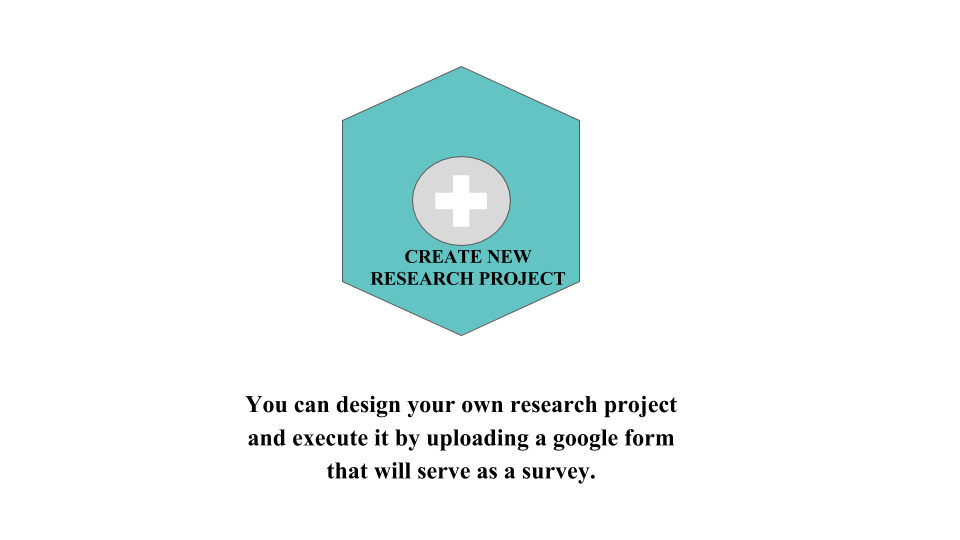 CREATE NEW
RESEARCH PROJECT
You can design your own research project
and execute it by uploading a google form
that will serve as a survey.